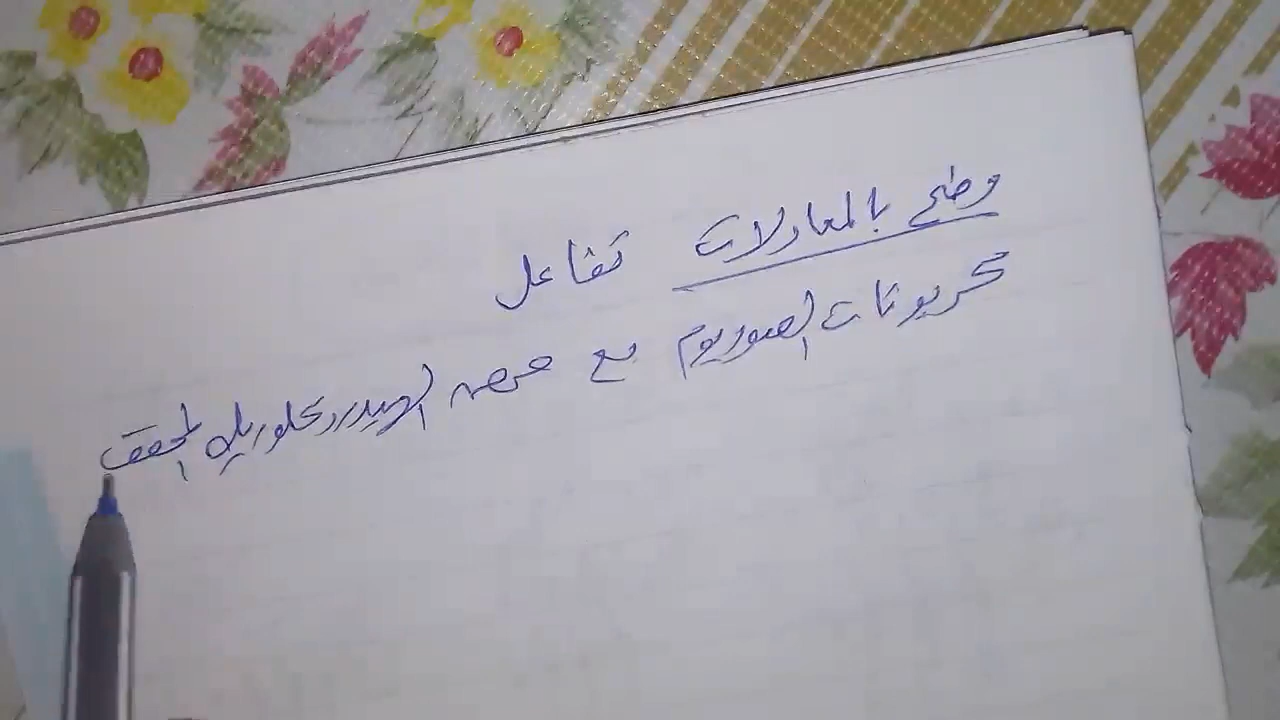 وضح بالمعادلات تفاعل
كربونات الصوديوم مع حمض الهيدروكلوريك المخفف